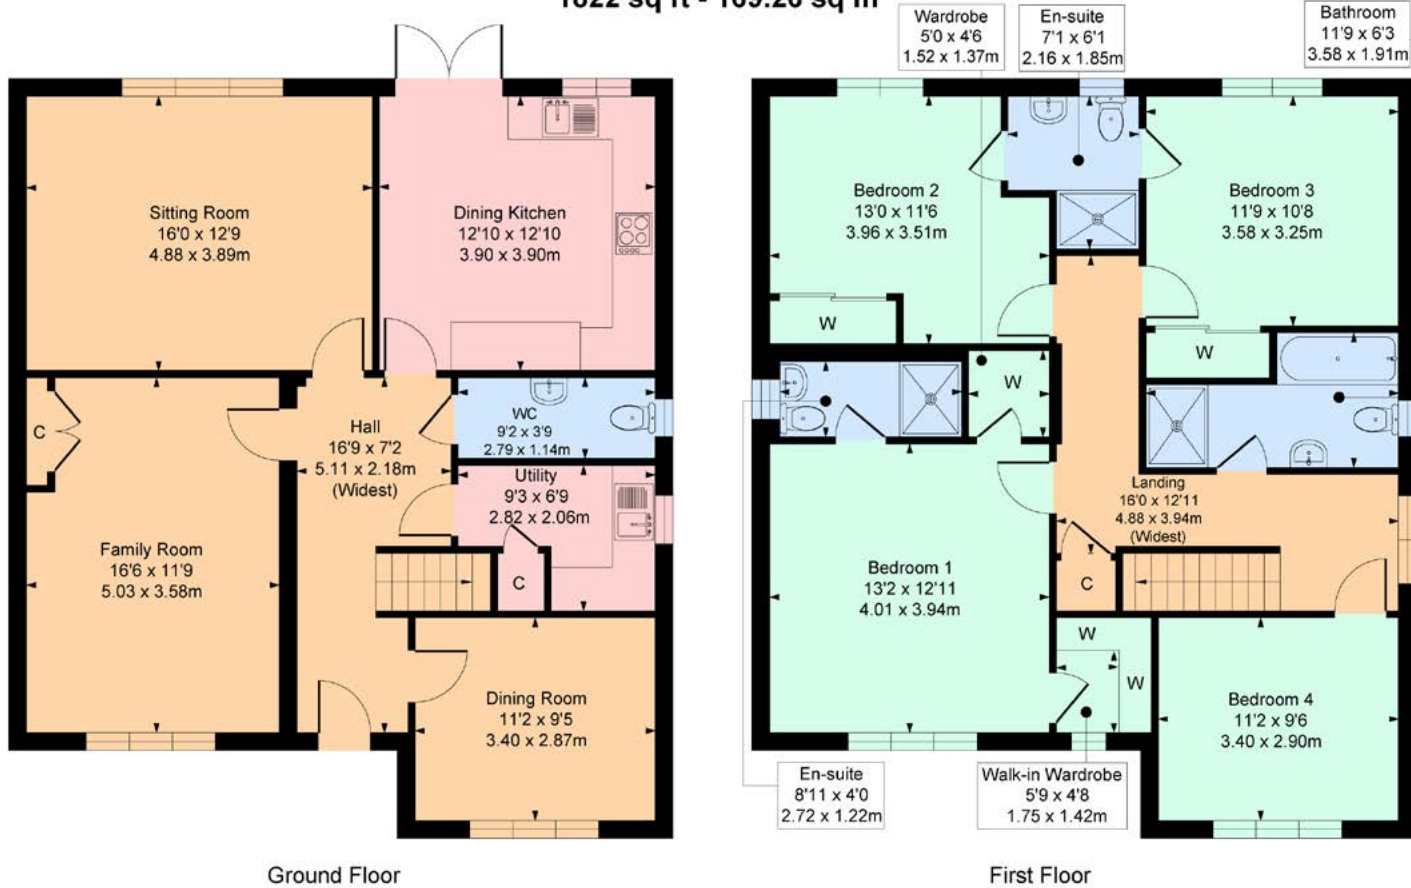 1822 sq ft - 169.26 sq m
Wardrobe
5'0 x 4'6
1.52 x 1.37m
En-suite
7'1 x 6'1
2.16 x 1.85m
Bathroom
11'9 x 6'3
3.58 x 1.91m
Sitting Room
16'0 x 12'9
4.88 x 3.89m
Dining Kitchen
12'10 x 12'10
3.90 x 3.90m
C
Hall
16'9 x 7'2
5.11 x 2.18m
(Widest)
WC
9'2 x 3'9
2.79 x 1.14m
Utility
9'3 x 6'9
2.82 x 2.06m
C
Family Room
16'6 x 11'9
5.03 x 3.58m
Dining Room
11'2 x 9'5
3.40 x 2.87m
Ground Floor
Bedroom 2
13'0 x 11'6
3.96 x 3.51m
W
Bedroom 3
11'9 x 10'8
3.58 x 3.25m
W
W
Landing
16'0 x 12'11
4.88 x 3.94m
(Widest)
Bedroom 1
13'2 x 12'11
4.01 x 3.94m
C
W
W
Bedroom 4
11'2 x 9'6
3.40 x 2.90m
En-suite
8'11 x 4'0
2.72 x 1.22m
Walk-in Wardrobe
5'9 x 4'8
1.75 x 1.42m
First Floor